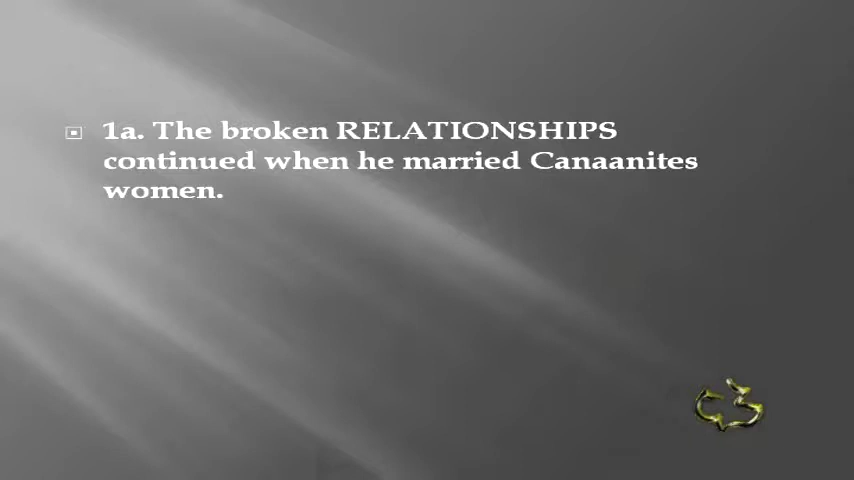 1a. The broken RELATIONSHIPS
continued when he married Canaanites
women.